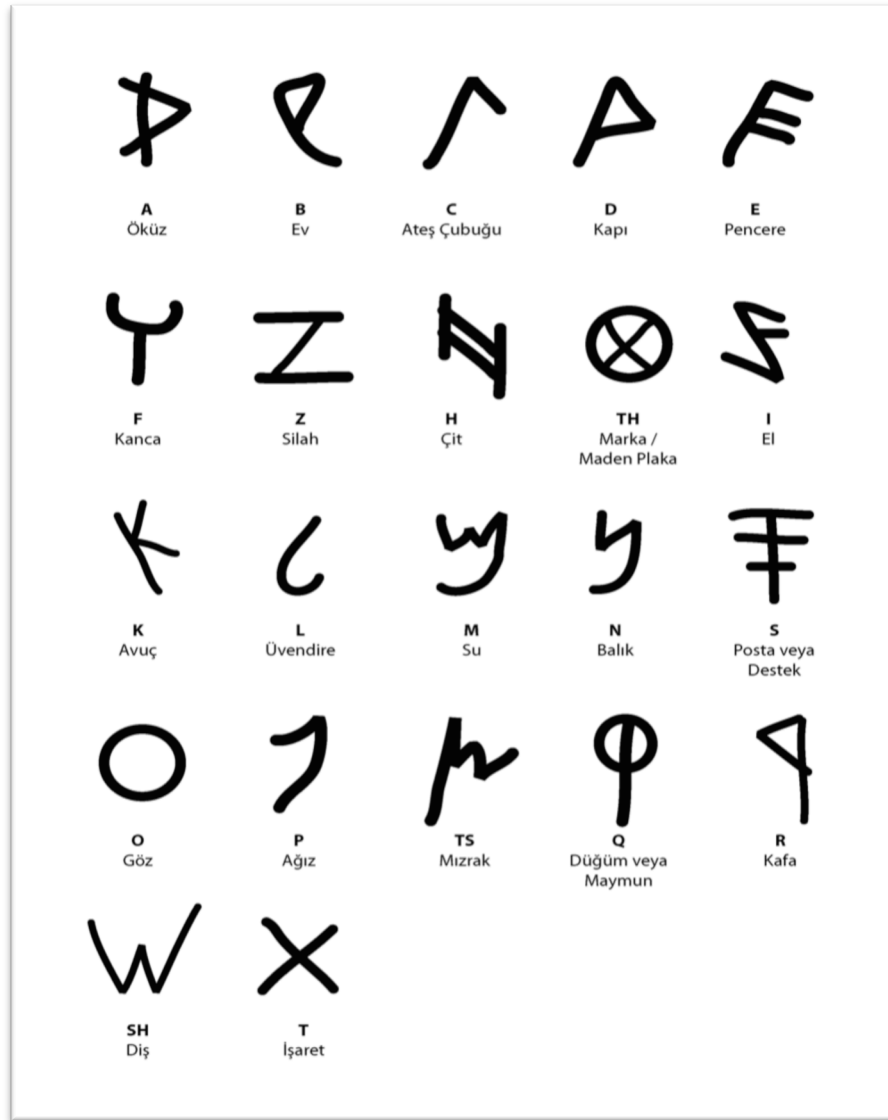 A B C D E
Öküz Ev Ateş Çubuğu Kapı Pencere
F Z H TH I
Kanca Silah Çit Marka / El
Maden Plaka
K L M N S
Avuç Üvendire Su Balık Posta veya
Destek
O P TS Q R
Göz Ağız Mızrak Düğüm veya Kafa
Maymun
SH T
Diş İşaret